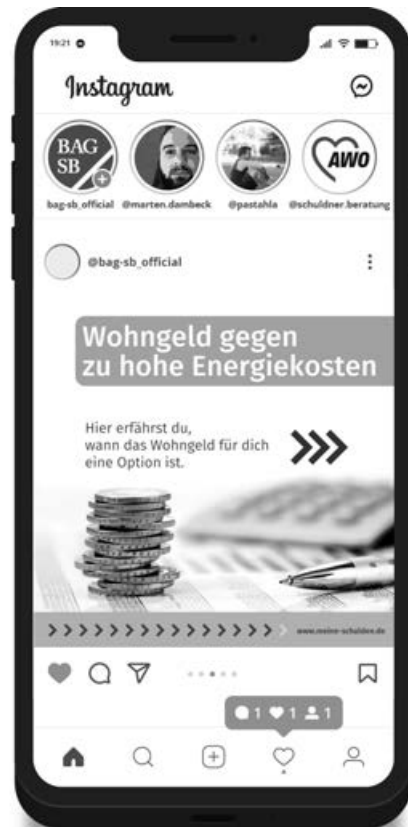 19:21
Instagram
BAG
SB
AWO
bag-sb_official @marten.dambeck @pastahla @schuldner.beratung
@bag-sb_official
Wohngeld gegen
zu hohe Energiekosten
Hier erfährst du,
wann das Wohngeld für dich
eine Option ist.
www.meine-schulden.de
1 1 1